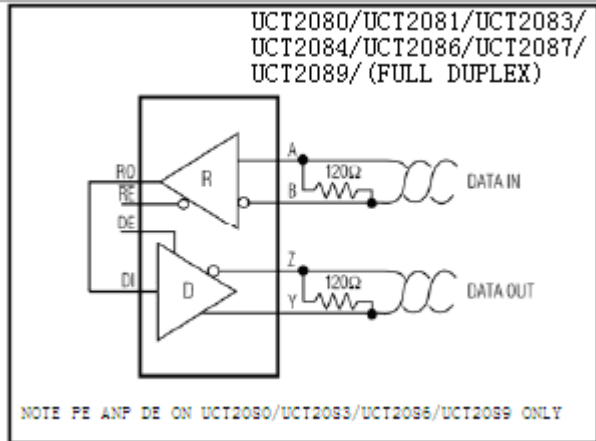 UCT2080/UCT2081/UCT2083/
UCT2084/UCT2086/UCT2087/
UCT2089/(FULL DUPLEX)
A
120Ω
RO
R
DATA IN
RE
B
DE
Z
120Ω
DI
D
DATA OUT
Y
NOTE PE ANP DE ON UCT20S0/UCT20S3/UCT20S6/UCT20S9 ONLY